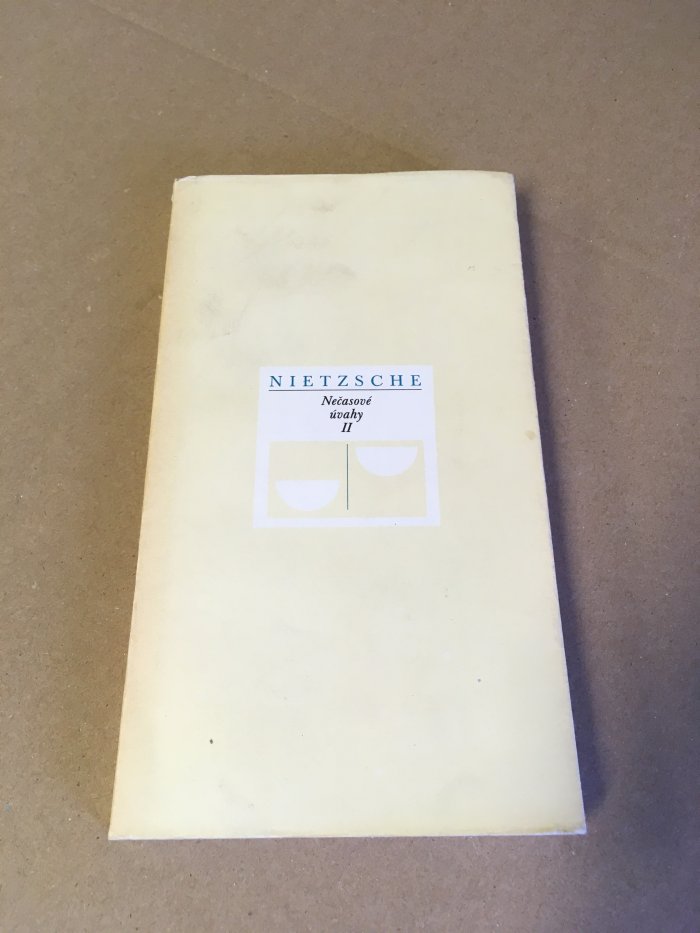 NIETZSCHE
Nečasové
úvahy
II